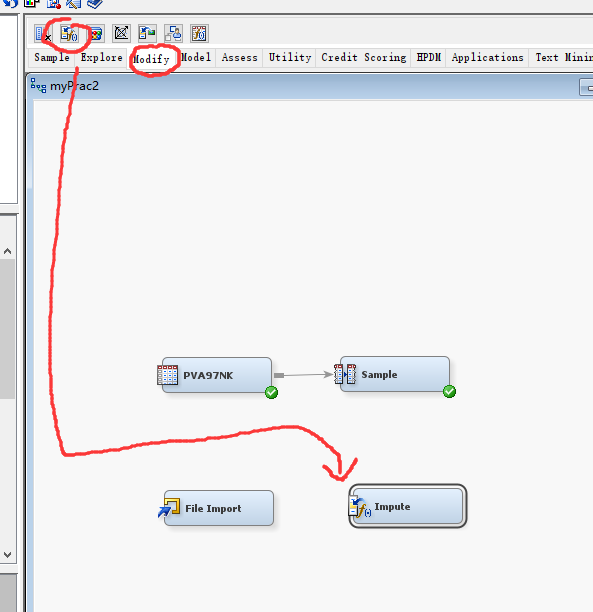 Sample Explore Modify Model Assess Utility Credit Scoring HPDM Applications Text Minin
myPrac2
PVA97NK Sample
File Import Impute